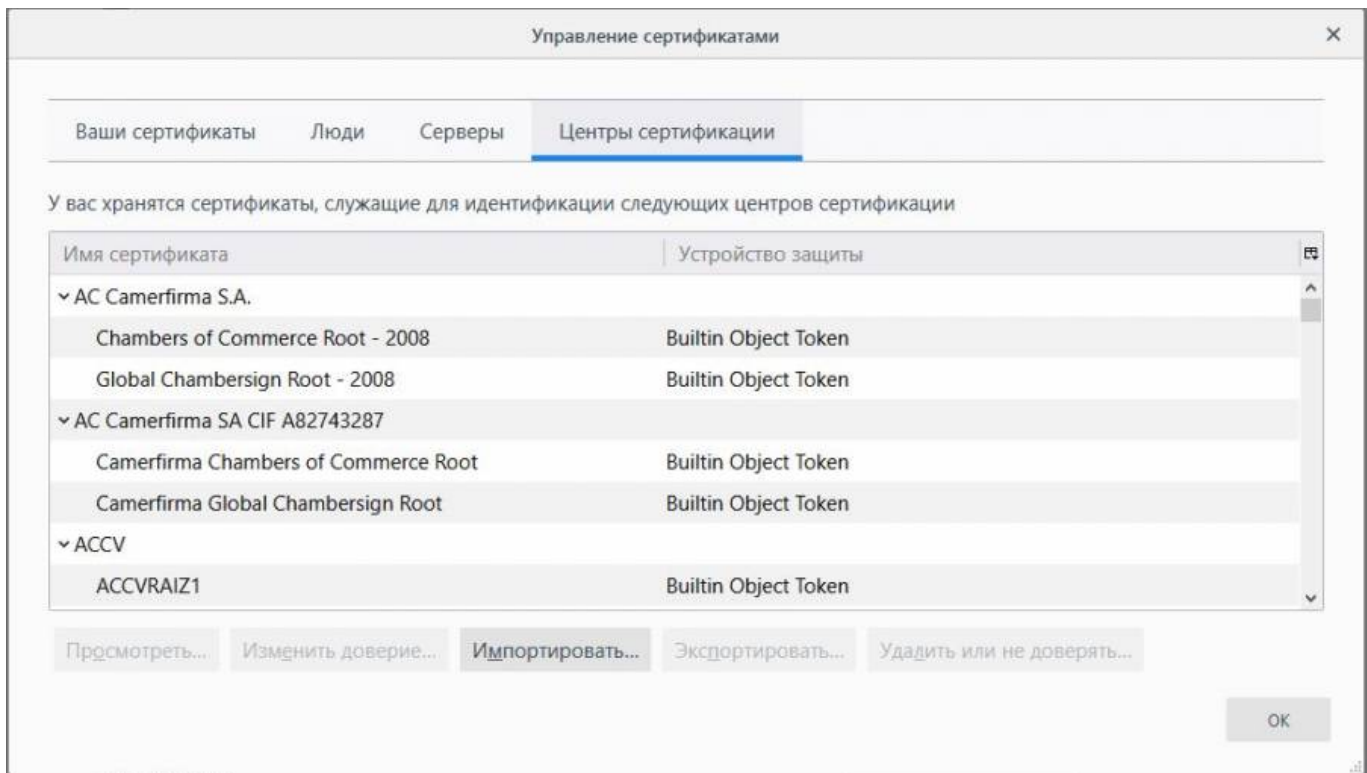 Управление сертификатами
Ваши сертификаты Люди Серверы Центры сертификации
У вас хранятся сертификаты, служащие для идентификации следующих центров сертификации
Имя сертификата Устройство защиты
AC Camerfirma S.A.
Chambers of Commerce Root - 2008 Builtin Object Token
Global Chambersign Root - 2008 Builtin Object Token
AC Camerfirma SA CIF A82743287
Camerfirma Chambers of Commerce Root Builtin Object Token
Camerfirma Global Chambersign Root Builtin Object Token
ACCV
ACCVRAIZ1 Builtin Object Token
Просмотреть... Изменить доверие... Импортировать... Экспортировать... Удалить или не доверять...
ОК